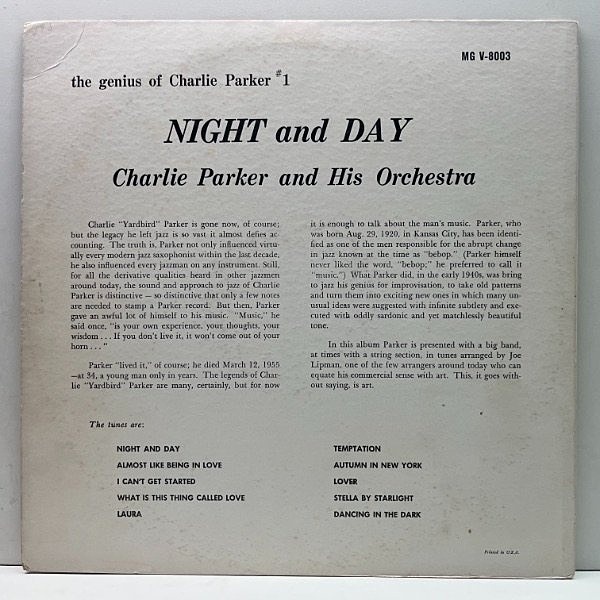 MG V-8003
the genius of Charlie Parker #1
NIGHT and DAY
Charlie Parker and His Orchestra
Charlie "Yardbird" Parker is gone now, of course;
but the legacy he left jazz is so vast it almost defies ac-
counting. The truth is, Parker not only influenced virtu-
ally every modern jazz saxophonist within the last decade,
he also influenced every jazzman on any instrument. Still,
for all the derivative qualities heard in other jazzmen
around today, the sound and approach to jazz of Charlie
Parker is distinctive — so distinctive that only a few notes
are needed to stamp a Parker record. But then, Parker
gave an awful lot of himself to his music. "Music," he
said once, "is your own experience, your thoughts, your
wisdom . . . If you don't live it, it won't come out of your
horn . . ."
Parker "lived it," of course; he died March 12, 1955
—at 34, a young man only in years. The legends of Char-
lie "Yardbird" Parker are many, certainly, but for now
it is enough to talk about the man's music. Parker, who
was born Aug. 29, 1920, in Kansas City, has been identi-
fied as one of the men responsible for the abrupt change
in jazz known at the time as "bebop." (Parker himself
never liked the word, "bebop;" he preferred to call it
"music.") What Parker did, in the early 1940s, was bring
to jazz his genius for improvisation, to take old patterns
and turn them into exciting new ones in which many un-
usual ideas were suggested with infinite subtlety and exe-
cuted with oddly sardonic and yet matchlessly beautiful
tone.
In this album Parker is presented with a big band,
at times with a string section, in tunes arranged by Joe
Lipman, one of the few arrangers around today who can
equate his commercial sense with art. This, it goes with-
out saying, is art.
The tunes are:
NIGHT AND DAY
ALMOST LIKE BEING IN LOVE
I CAN'T GET STARTED
WHAT IS THIS THING CALLED LOVE
LAURA
TEMPTATION
AUTUMN IN NEW YORK
LOVER
STELLA BY STARLIGHT
DANCING IN THE DARK
Printed in U.S.A.